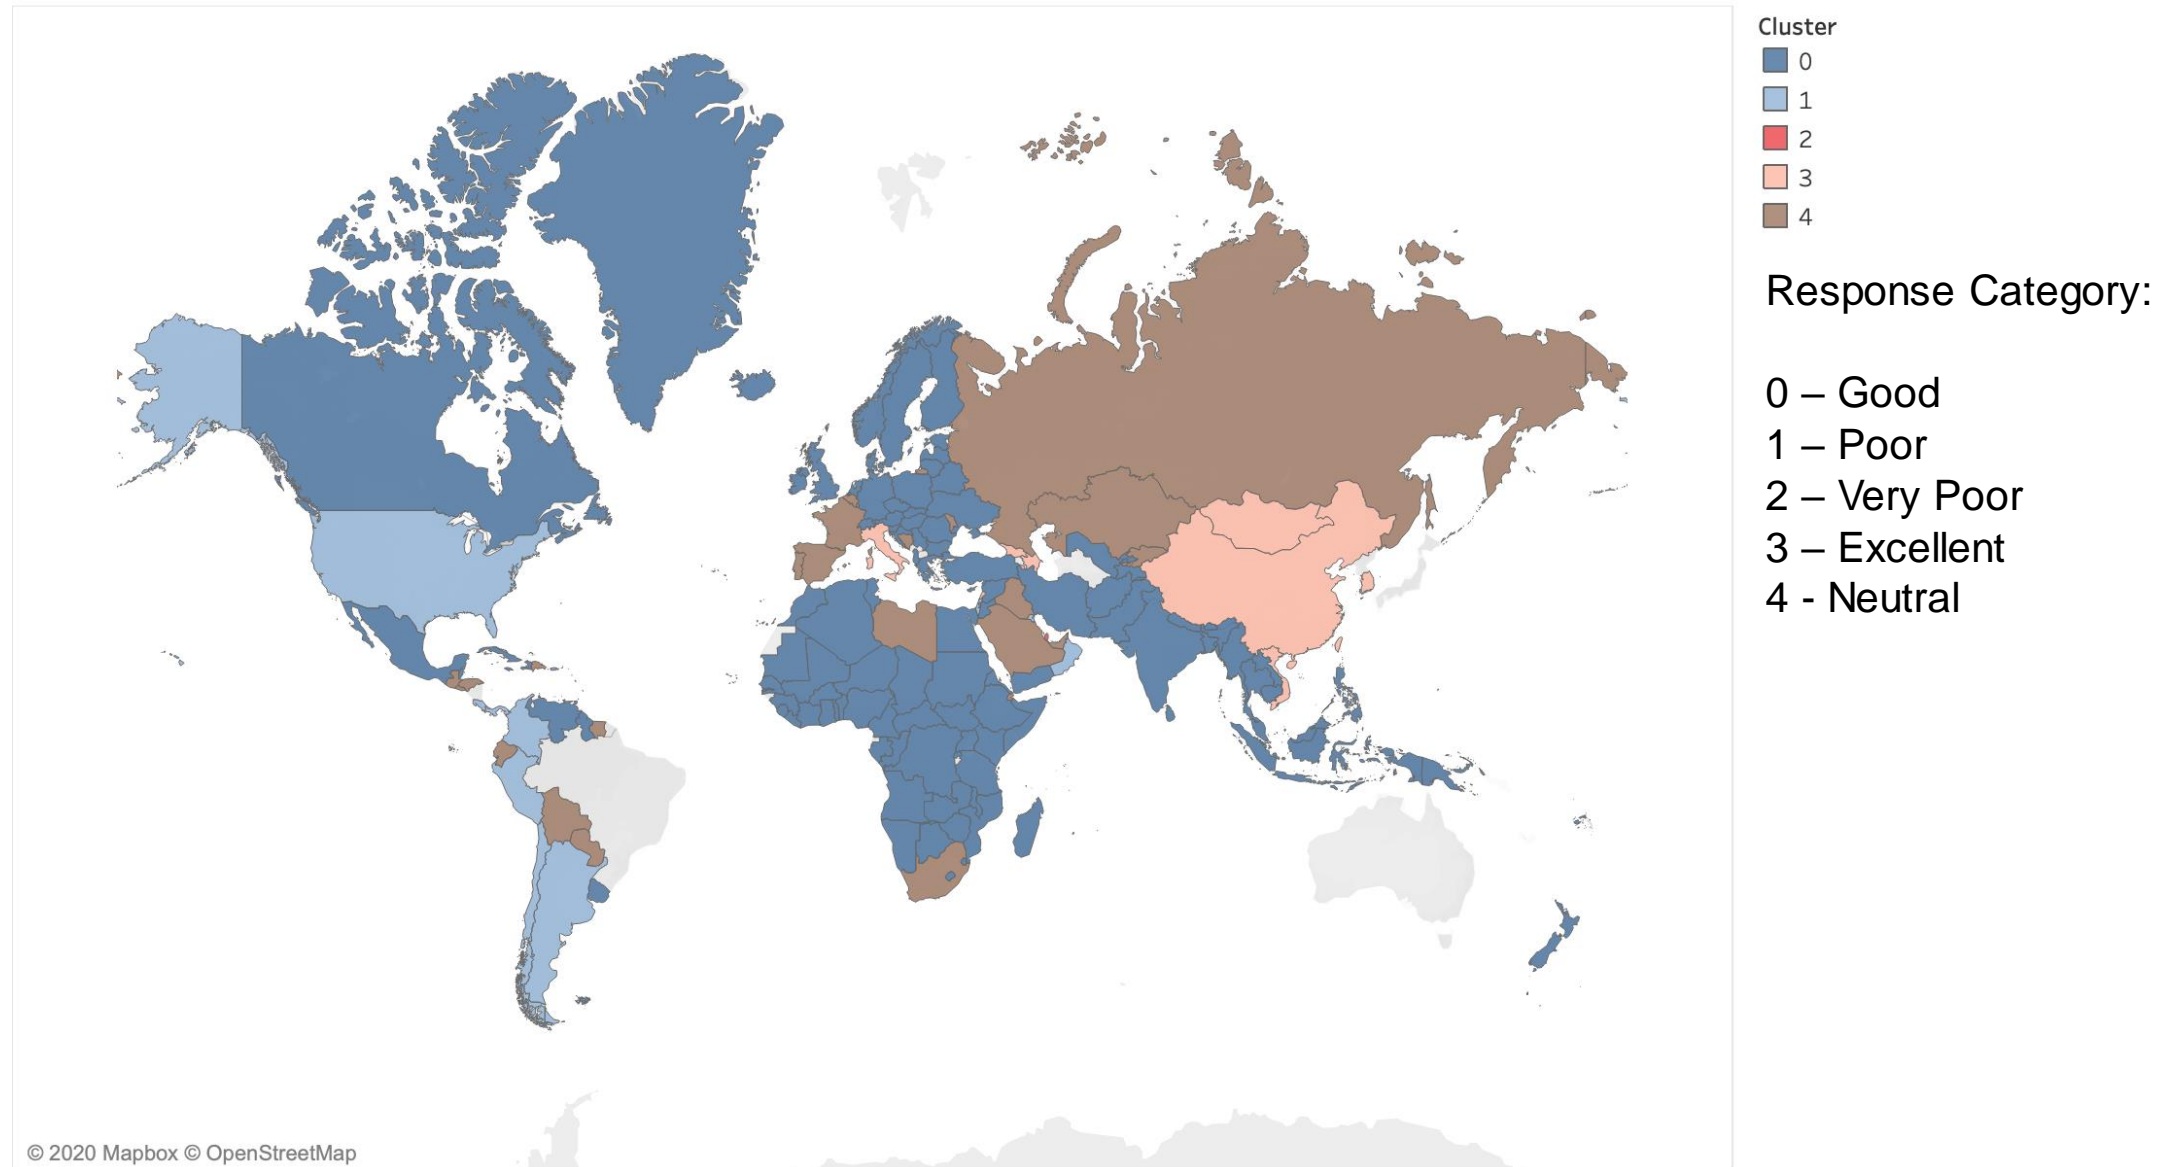 Cluster
0
1
2
3
4
Response Category:
0 – Good
1 – Poor
2 – Very Poor
3 – Excellent
4 - Neutral
© 2020 Mapbox © OpenStreetMap